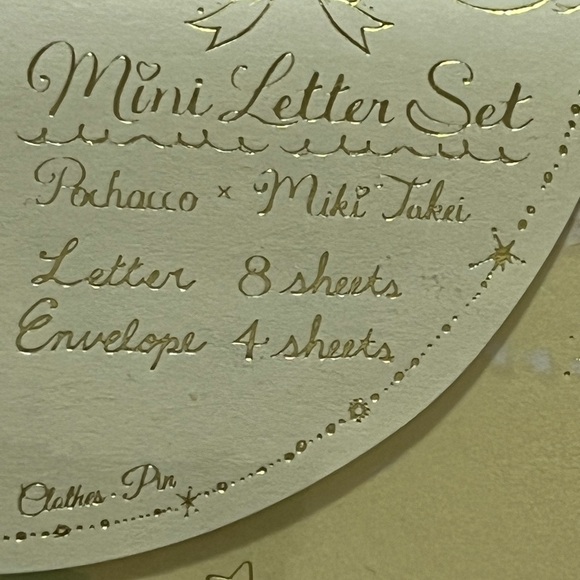 Mini Letter Set
Pochacco × Miki Takei
Letter 8 sheets
Envelope 4 sheets
Clothes・Pin